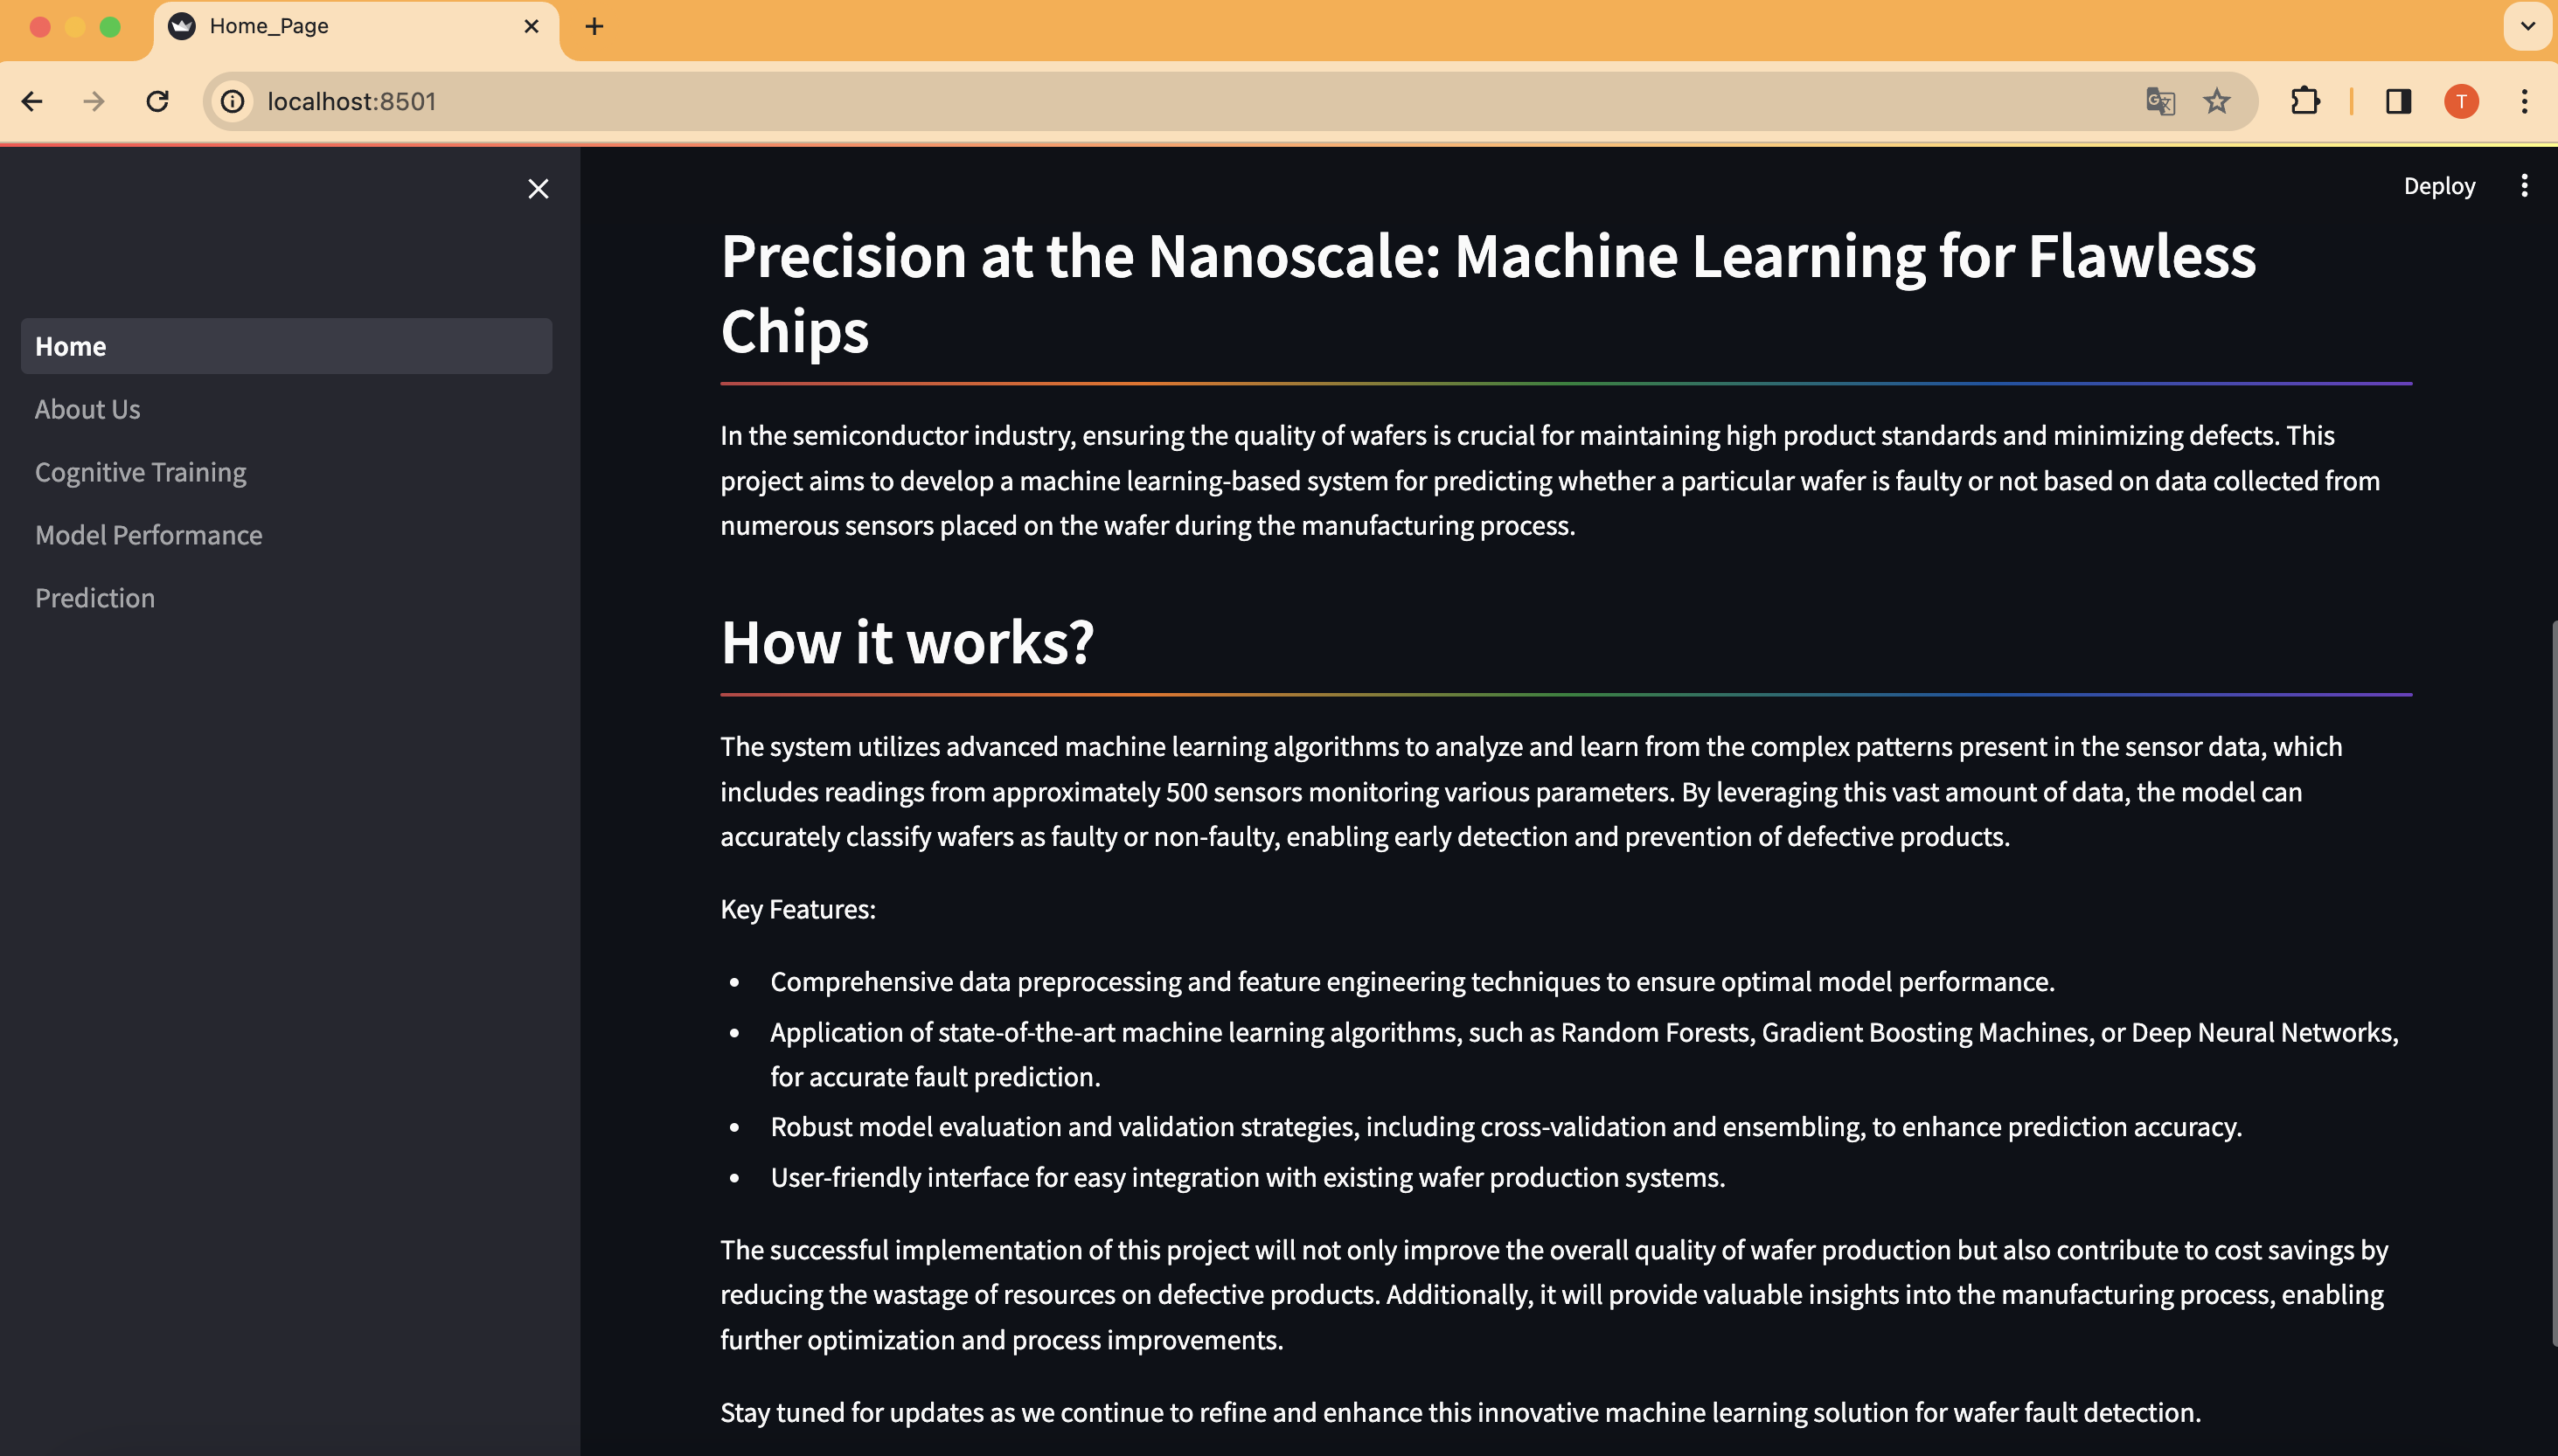 Home_Page
localhost:8501
T
Deploy
Home
About Us
Cognitive Training
Model Performance
Prediction
Precision at the Nanoscale: Machine Learning for Flawless
Chips
In the semiconductor industry, ensuring the quality of wafers is crucial for maintaining high product standards and minimizing defects. This
project aims to develop a machine learning-based system for predicting whether a particular wafer is faulty or not based on data collected from
numerous sensors placed on the wafer during the manufacturing process.
How it works?
The system utilizes advanced machine learning algorithms to analyze and learn from the complex patterns present in the sensor data, which
includes readings from approximately 500 sensors monitoring various parameters. By leveraging this vast amount of data, the model can
accurately classify wafers as faulty or non-faulty, enabling early detection and prevention of defective products.
Key Features:
• Comprehensive data preprocessing and feature engineering techniques to ensure optimal model performance.
• Application of state-of-the-art machine learning algorithms, such as Random Forests, Gradient Boosting Machines, or Deep Neural Networks,
for accurate fault prediction.
• Robust model evaluation and validation strategies, including cross-validation and ensembling, to enhance prediction accuracy.
• User-friendly interface for easy integration with existing wafer production systems.
The successful implementation of this project will not only improve the overall quality of wafer production but also contribute to cost savings by
reducing the wastage of resources on defective products. Additionally, it will provide valuable insights into the manufacturing process, enabling
further optimization and process improvements.
Stay tuned for updates as we continue to refine and enhance this innovative machine learning solution for wafer fault detection.